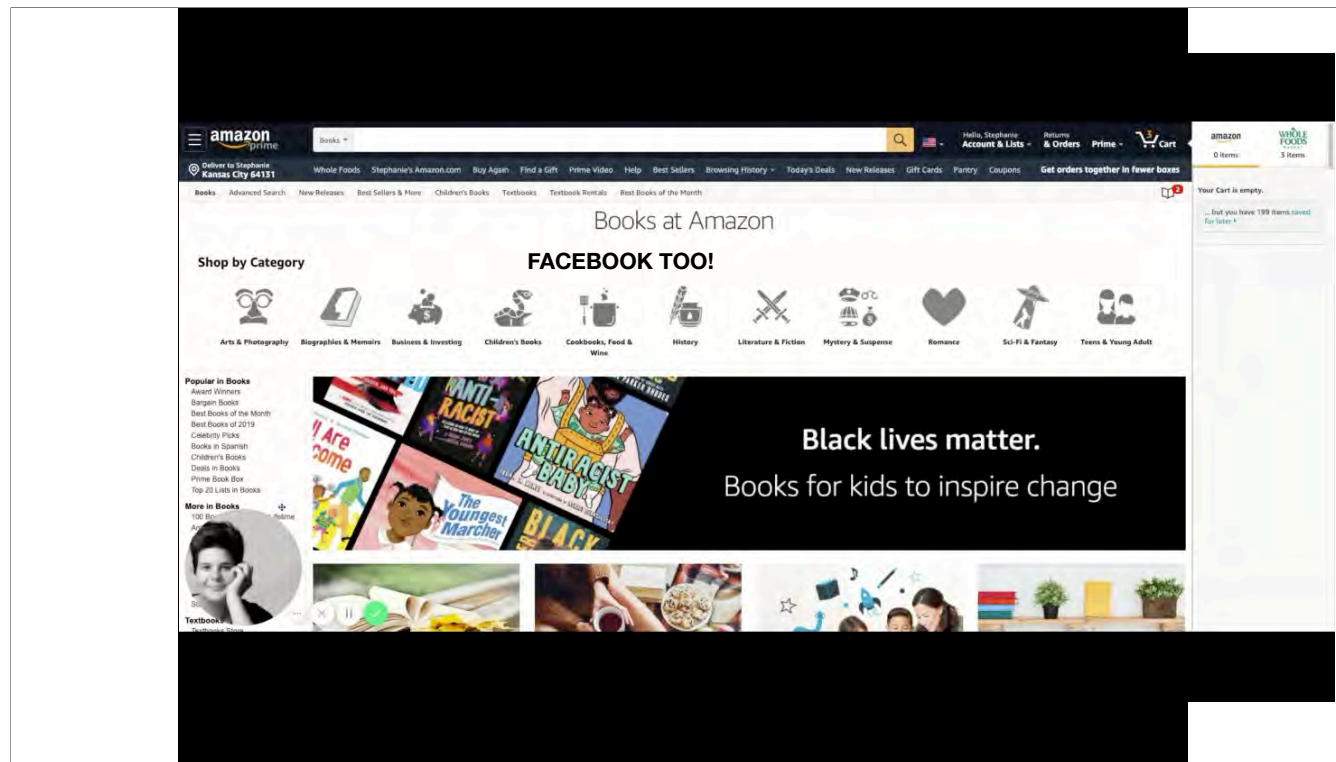 amazon
prime
Books
Hello, Stephanie
Account & Lists
Returns
& Orders
Prime
3
Cart
amazon
0 items
WHOLE
FOODS
MARKET
3 items
Deliver to Stephanie
Kansas City 64131
Whole Foods Stephanie's Amazon.com Buy Again Find a Gift Prime Video Help Best Sellers Browsing History Today's Deals New Releases Gift Cards Pantry Coupons Get orders together in fewer boxes
Books Advanced Search New Releases Best Sellers & More Children's Books Textbooks Textbook Rentals Best Books of the Month
2
Your Cart is empty.
... but you have 199 items saved
for later
Books at Amazon
Shop by Category
FACEBOOK TOO!
Arts & Photography
Biographies & Memoirs
Business & Investing
Children's Books
Cookbooks, Food &
Wine
History
Literature & Fiction
Mystery & Suspense
Romance
Sci-Fi & Fantasy
Teens & Young Adult
Popular in Books
Award Winners
Bargain Books
Best Books of the Month
Best Books of 2019
Celebrity Picks
Books in Spanish
Children's Books
Deals in Books
Prime Book Box
Top 20 Lists in Books
More in Books
100
Textbooks
Textbooks Store
ANTI-
RACIST
Are
ANTIRACIST
BABY
The
Youngest
Marcher
BLACK
Black lives matter.
Books for kids to inspire change